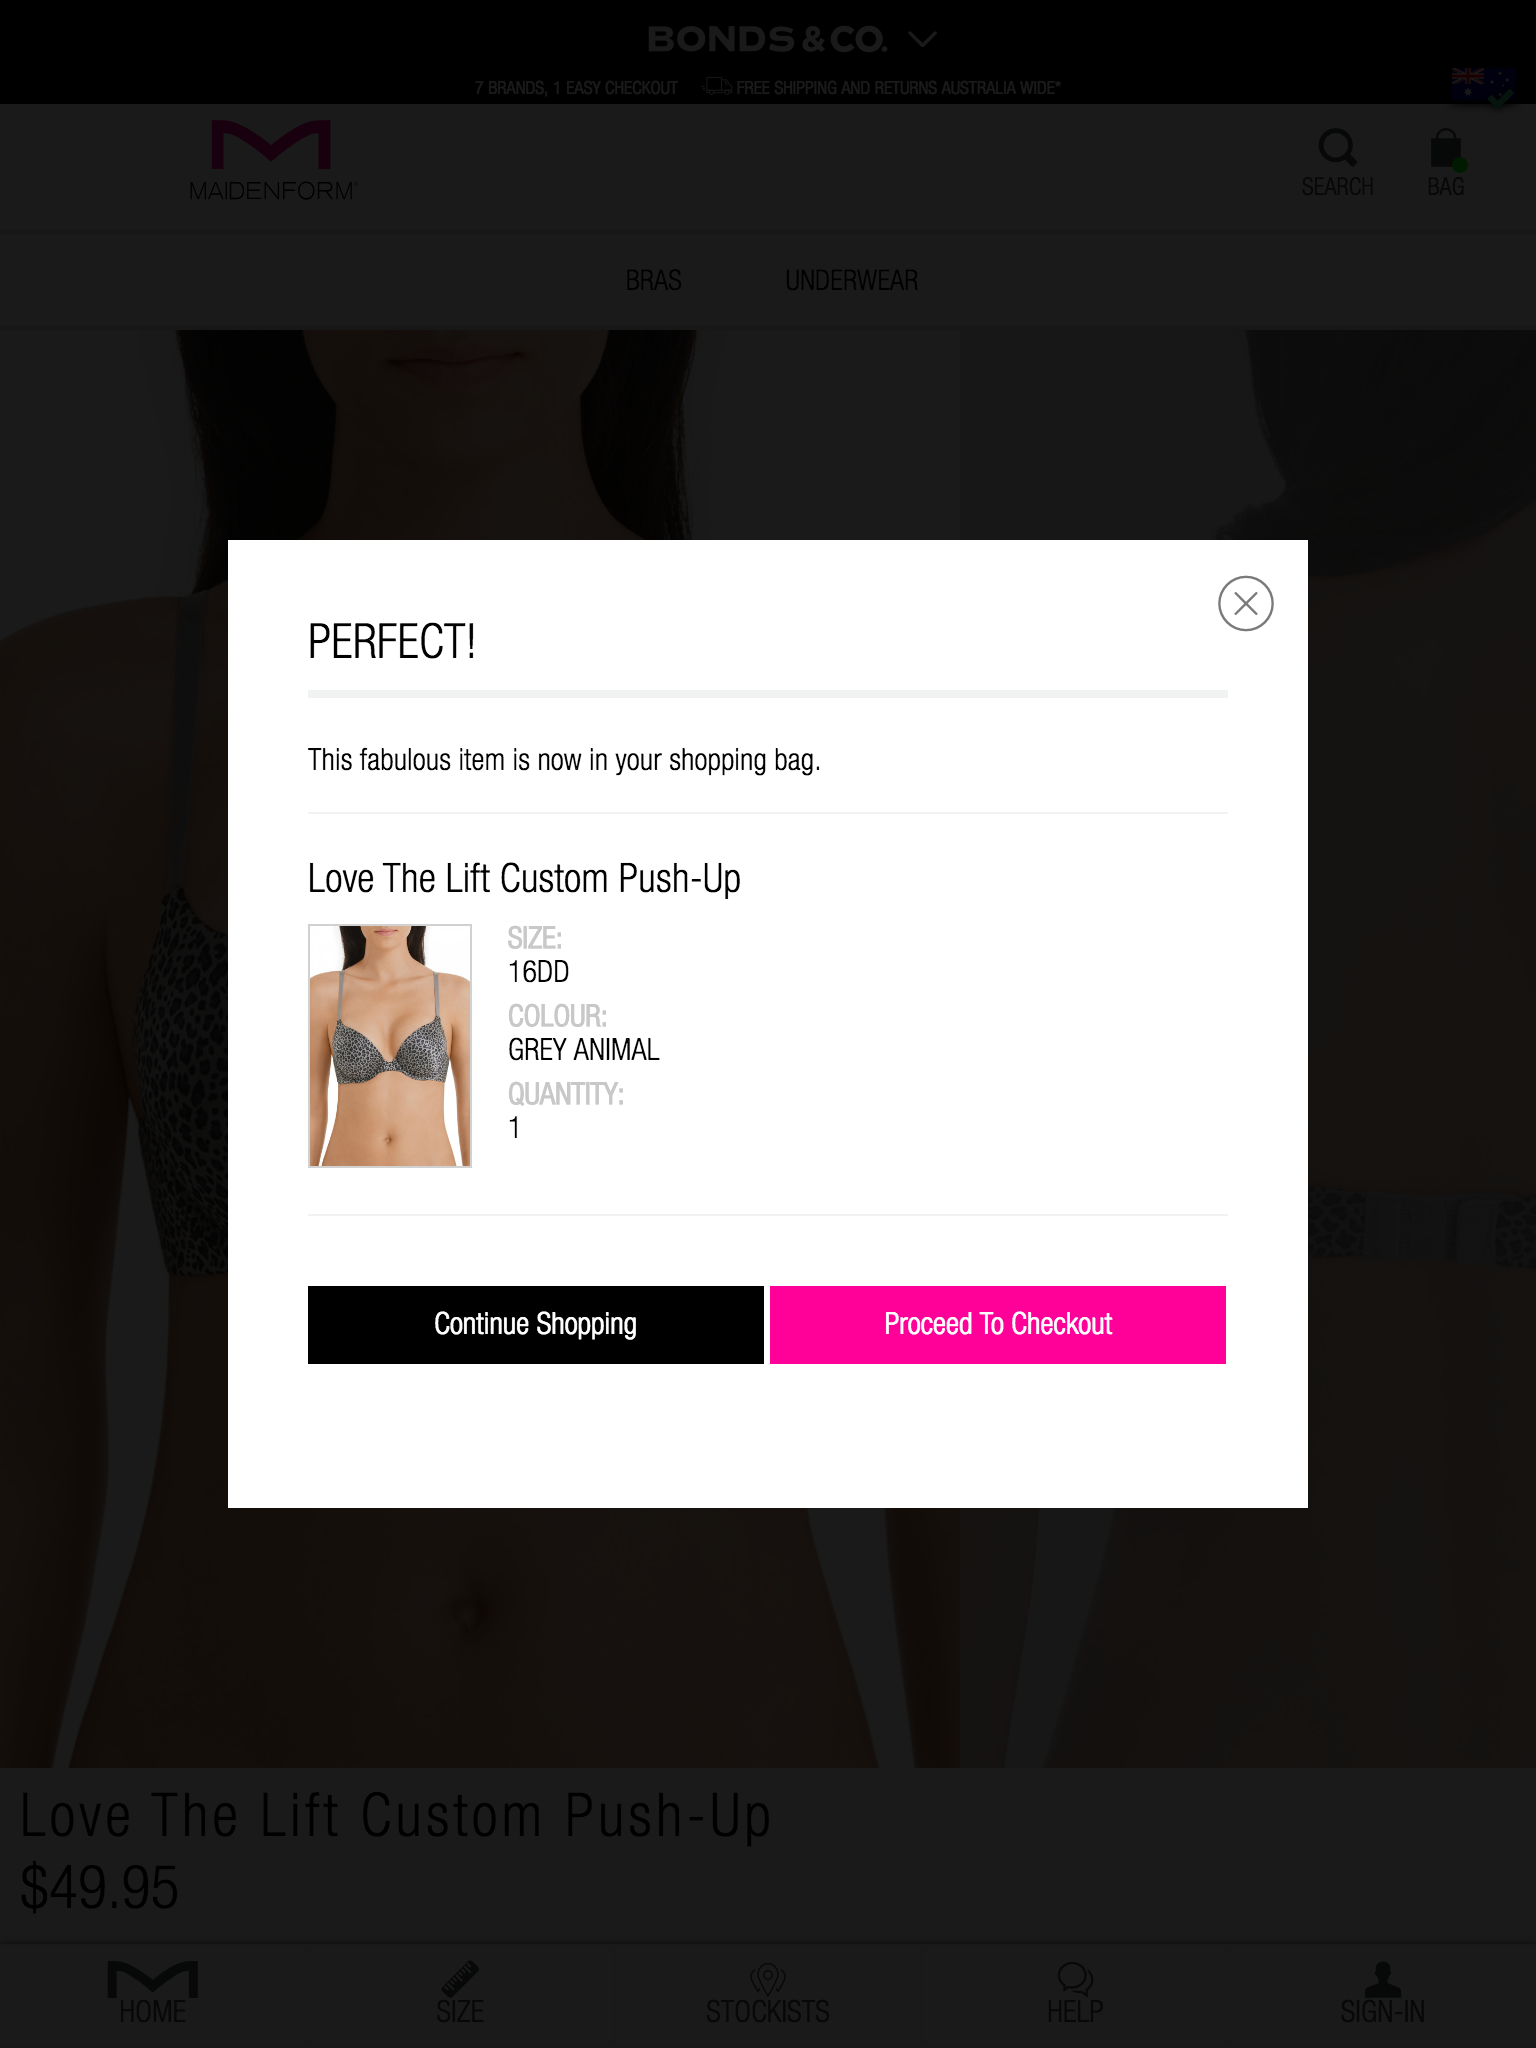 BONDS & CO.
7 BRANDS, 1 EASY CHECKOUT FREE SHIPPING AND RETURNS AUSTRALIA WIDE*
MAIDENFORM
SEARCH BAG
BRAS UNDERWEAR
PERFECT!
This fabulous item is now in your shopping bag.
Love The Lift Custom Push-Up
SIZE:
16DD
COLOUR:
GREY ANIMAL
QUANTITY:
1
Continue Shopping Proceed To Checkout
Love The Lift Custom Push-Up
$49.95
HOME SIZE STOCKISTS HELP SIGN-IN